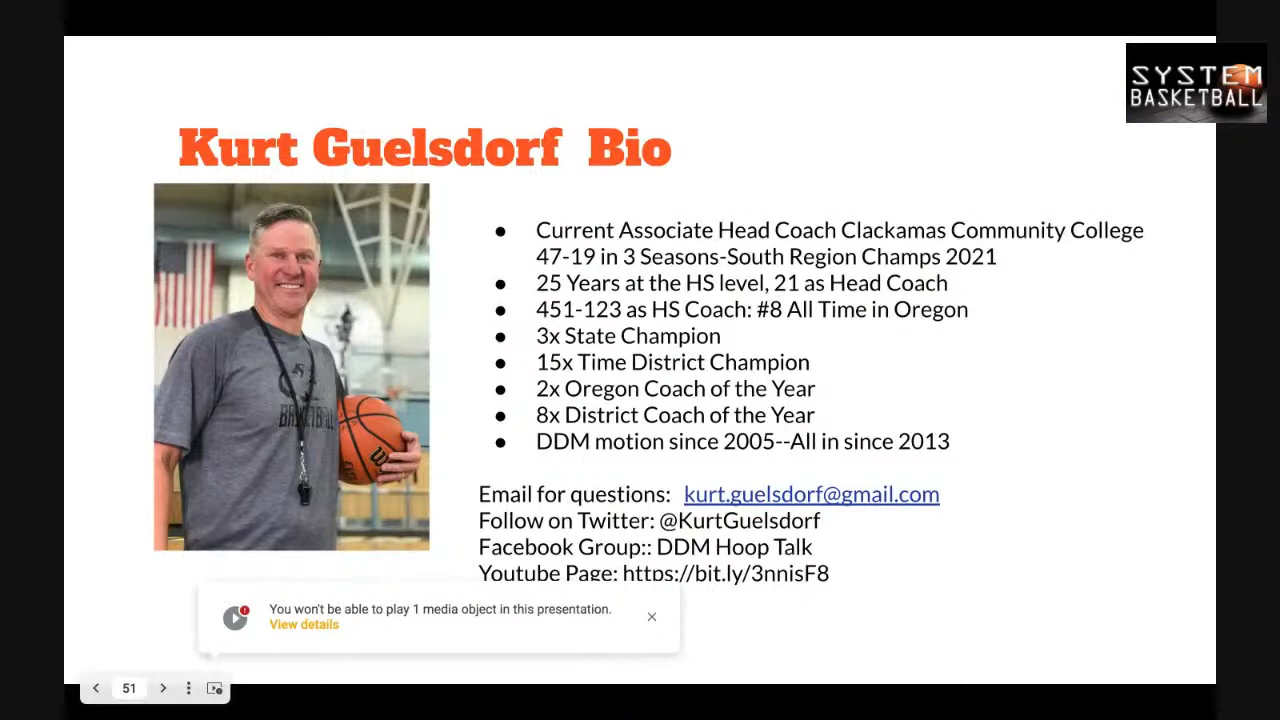 SYSTEM
BASKETBALL
Kurt Guelsdorf Bio
● Current Associate Head Coach Clackamas Community College
47-19 in 3 Seasons-South Region Champs 2021
● 25 Years at the HS level, 21 as Head Coach
● 451-123 as HS Coach: #8 All Time in Oregon
● 3x State Champion
● 15x Time District Champion
● 2x Oregon Coach of the Year
● 8x District Coach of the Year
● DDM motion since 2005--All in since 2013
BASKETBALL
Email for questions: kurt.guelsdorf@gmail.com
Follow on Twitter: @KurtGuelsdorf
Facebook Group:: DDM Hoop Talk
Youtube Page: https://bit.ly/3nnisF8
You won't be able to play 1 media object in this presentation.
View details
51